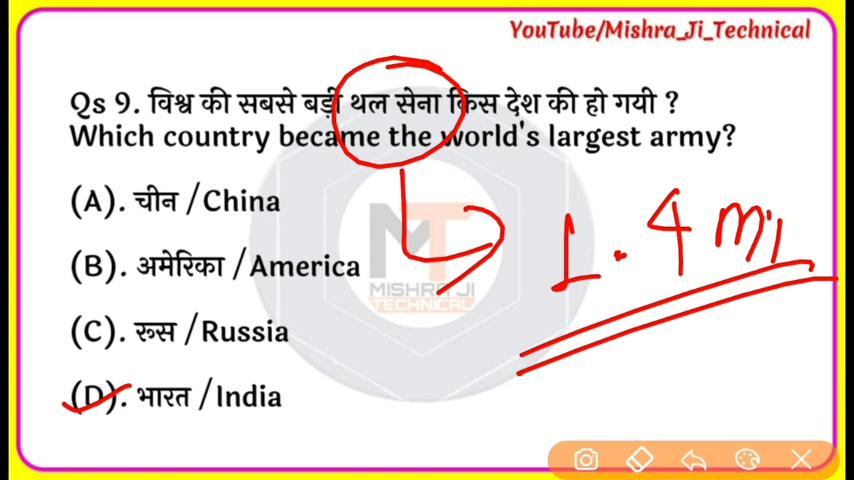 YouTube/Mishra_Ji_Technical
Qs 9. विश्व की सबसे बड़ी थल सेना किस देश की हो गयी ?
Which country became the world's largest army?
(A). चीन /China
(B). अमेरिका /America
(C). रूस /Russia
(D). भारत /India
1.4 mi
MT
MISHRA JI
TECHNICAL